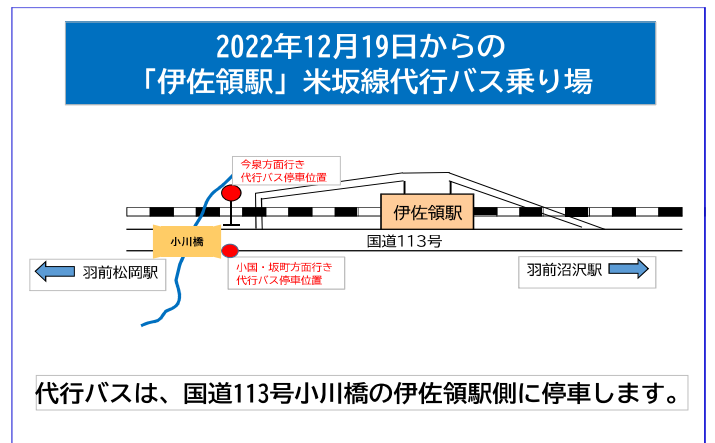 2022年12月19日からの
「伊佐領駅」米坂線代行バス乗り場
今泉方面行き
代行バス停車位置
伊佐領駅
小川橋
国道113号
小国・坂町方面行き
代行バス停車位置
羽前松岡駅
羽前沼沢駅
代行バスは、国道113号小川橋の伊佐領駅側に停車します。